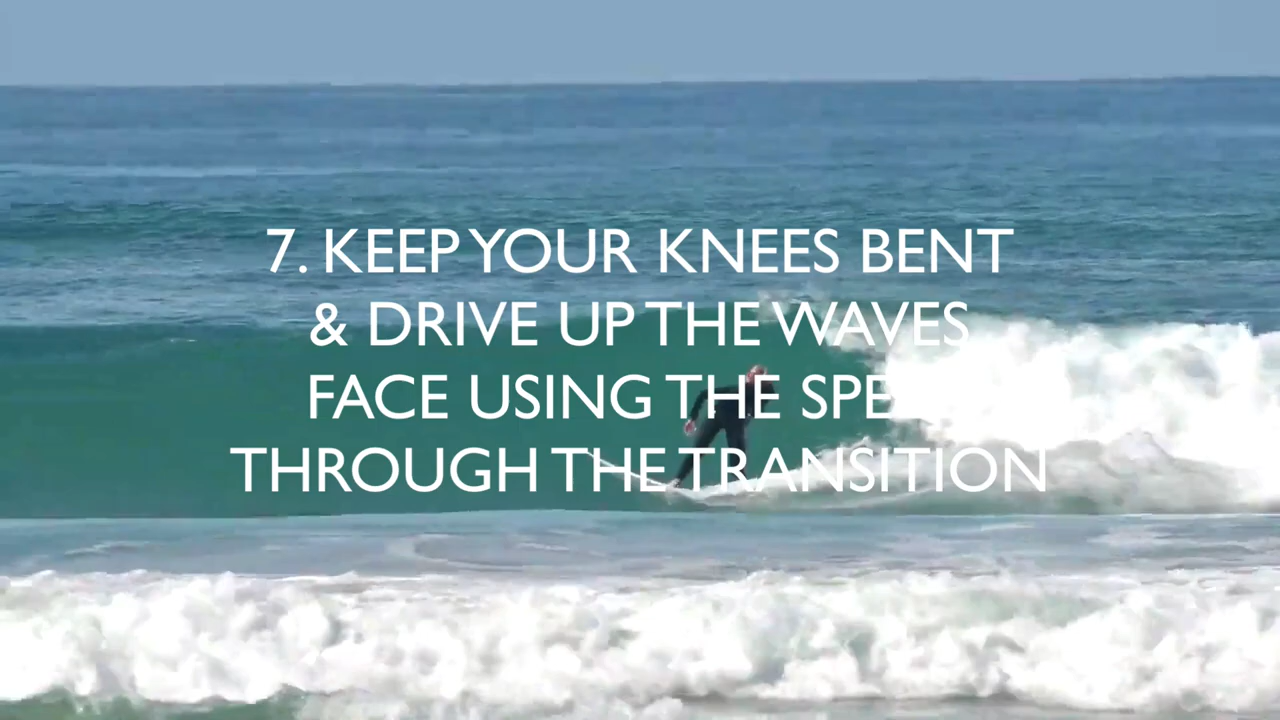 7. KEEP YOUR KNEES BENT
& DRIVE UP THE WAVES
FACE USING THE
THROUGH THE TRANSITION